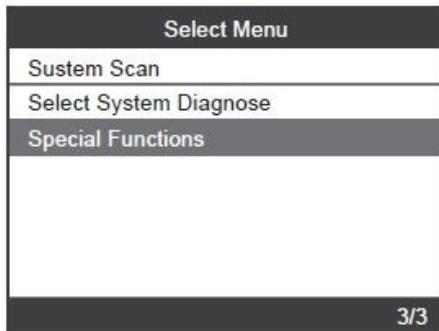 Select Menu
Sustem Scan
Select System Diagnose
Special Functions
3/3